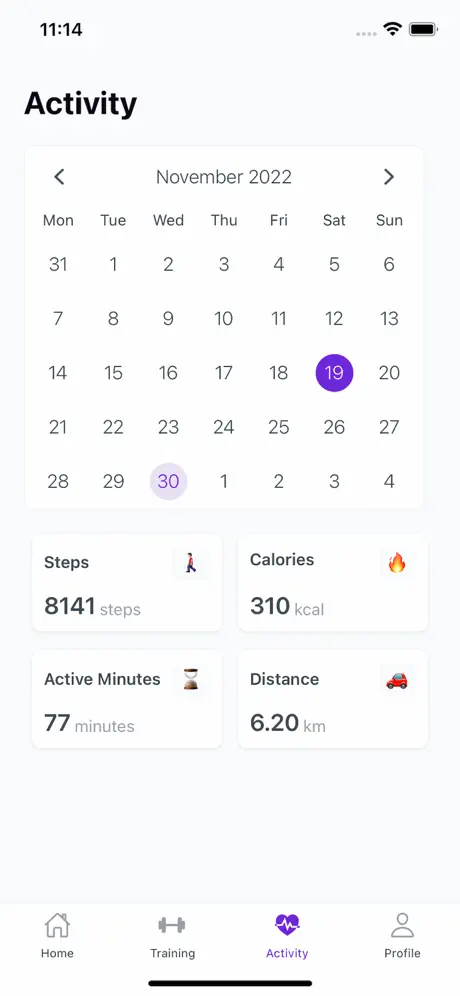 11:14
Activity
November 2022
Mon Tue Wed Thu Fri Sat Sun
31 1 2 3 4 5 6
7 8 9 10 11 12 13
14 15 16 17 18 19 20
21 22 23 24 25 26 27
28 29 30 1 2 3 4
Steps
8141 steps
Calories
310 kcal
Active Minutes
77 minutes
Distance
6.20 km
Home Training Activity Profile